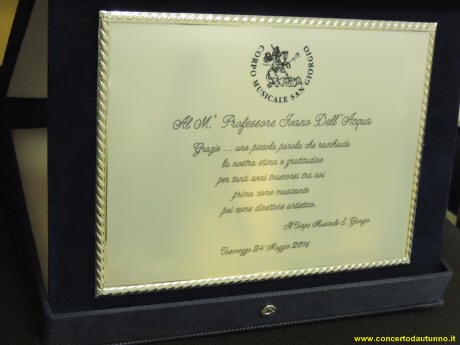 CORPO MUSICALE SAN GIORGIO
Al M.° Professore Ivano Dell'Acqua
Grazie ... una piccola parola che racchiude
la nostra stima e gratitudine
per tanti anni trascorsi tra noi
prima come musicante
poi come direttore artistico.
Il Corpo Musicale S. Giorgio
Casorezzo 24 Maggio 2014
www.concertodautunno.it